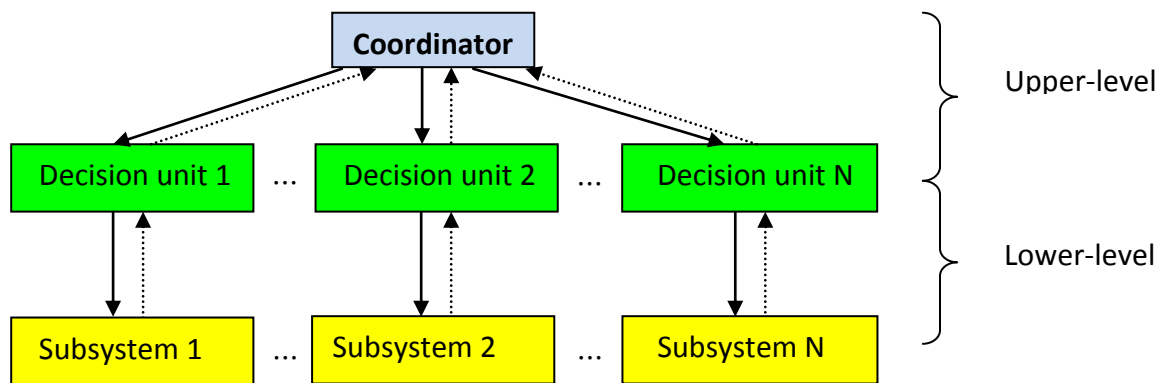 Coordinator
Upper-level
Decision unit 1 ... Decision unit 2 ... Decision unit N
Lower-level
Subsystem 1 ... Subsystem 2 ... Subsystem N